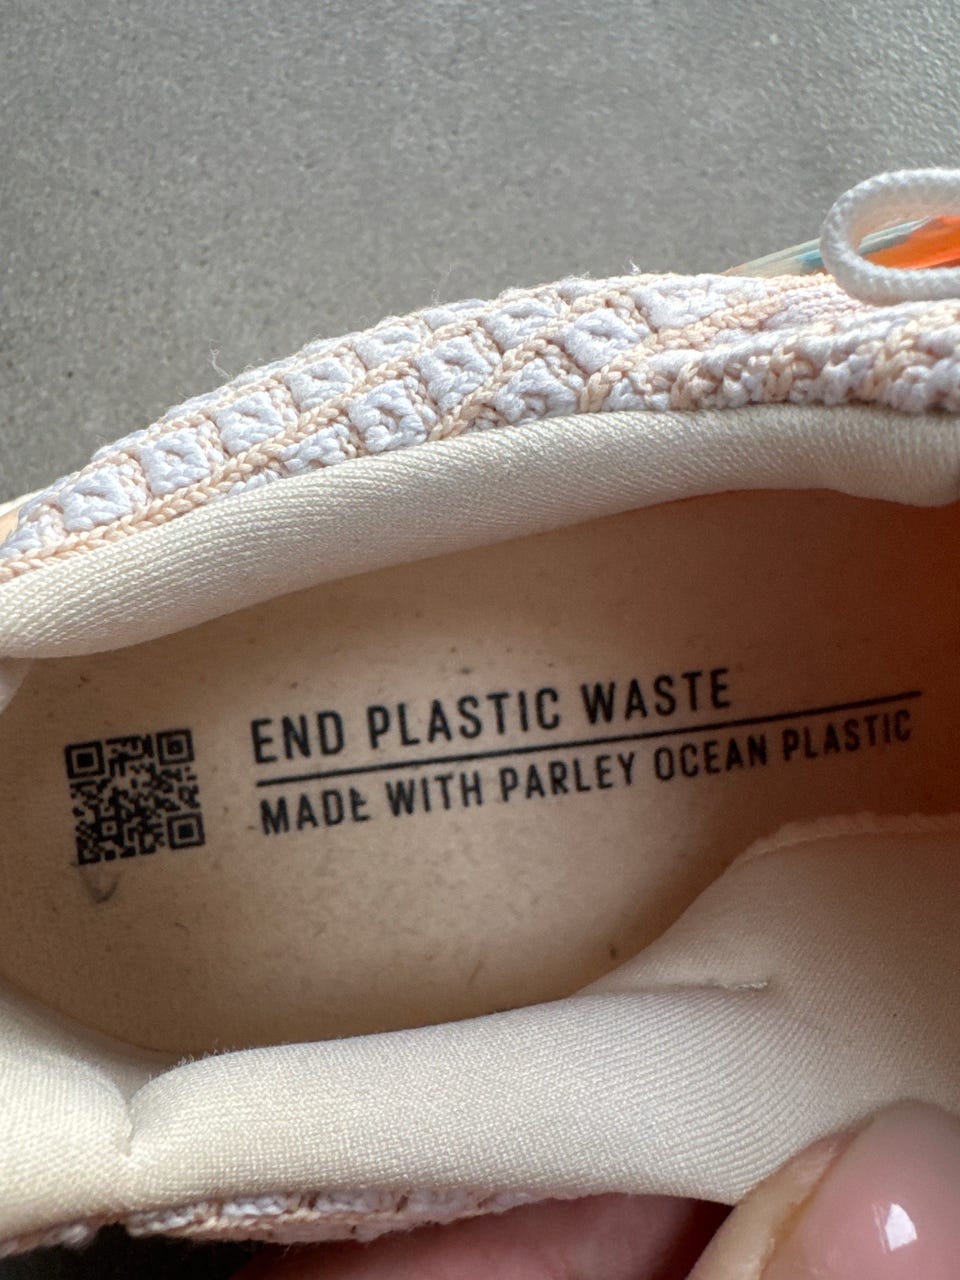 END PLASTIC WASTE
MADE WITH PARLEY OCEAN PLASTIC